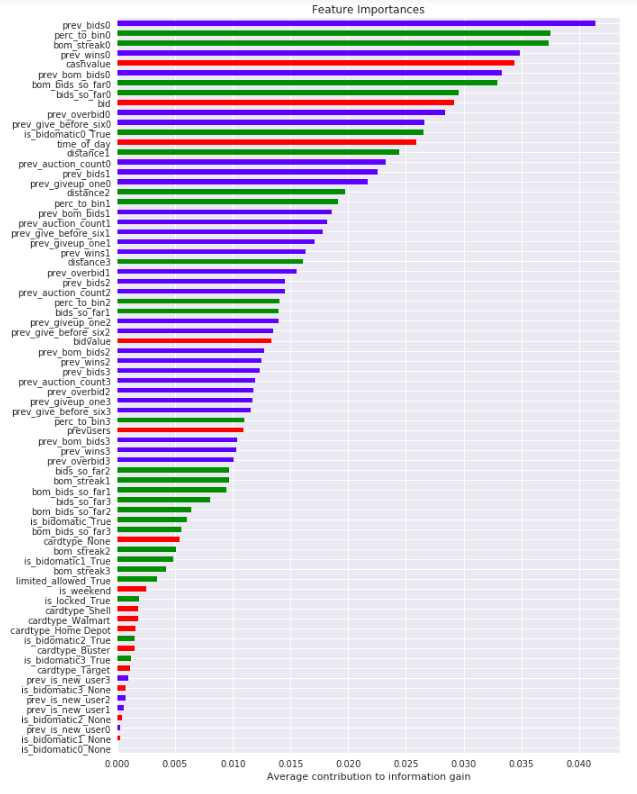 Feature Importances
prev_bids0
perc_to_bin0
bom_streak0
prev_wins0
cashvalue
prev_bom_bids0
bom_bids_so_far0
bids_so_far0
bid
prev_overbid0
prev_give_before_six0
is_bidomatic0_True
time_of_day
distance1
prev_auction_count0
prev_bids1
prev_giveup_one0
distance2
perc_to_bin1
prev_bom_bids1
prev_auction_count1
prev_give_before_six1
prev_giveup_one1
prev_wins1
distance3
prev_overbid1
prev_bids2
prev_auction_count2
perc_to_bin2
bids_so_far1
prev_giveup_one2
prev_give_before_six2
bidvalue
prev_bom_bids2
prev_wins2
prev_bids3
prev_auction_count3
prev_overbid2
prev_giveup_one3
prev_give_before_six3
perc_to_bin3
prevusers
prev_bom_bids3
prev_wins3
prev_overbid3
bids_so_far2
bom_streak1
bom_bids_so_far1
bids_so_far3
bom_bids_so_far2
is_bidomatic_True
bom_bids_so_far3
cardtype_None
bom_streak2
is_bidomatic1_True
bom_streak3
limited_allowed_True
is_weekend
is_locked_True
cardtype_Shell
cardtype_Walmart
cardtype_Home Depot
is_bidomatic2_True
cardtype_Buster
is_bidomatic3_True
cardtype_Target
prev_is_new_user3
is_bidomatic3_None
prev_is_new_user2
prev_is_new_user1
is_bidomatic2_None
prev_is_new_user0
is_bidomatic1_None
is_bidomatic0_None
0.000 0.005 0.010 0.015 0.020 0.025 0.030 0.035 0.040
Average contribution to information gain